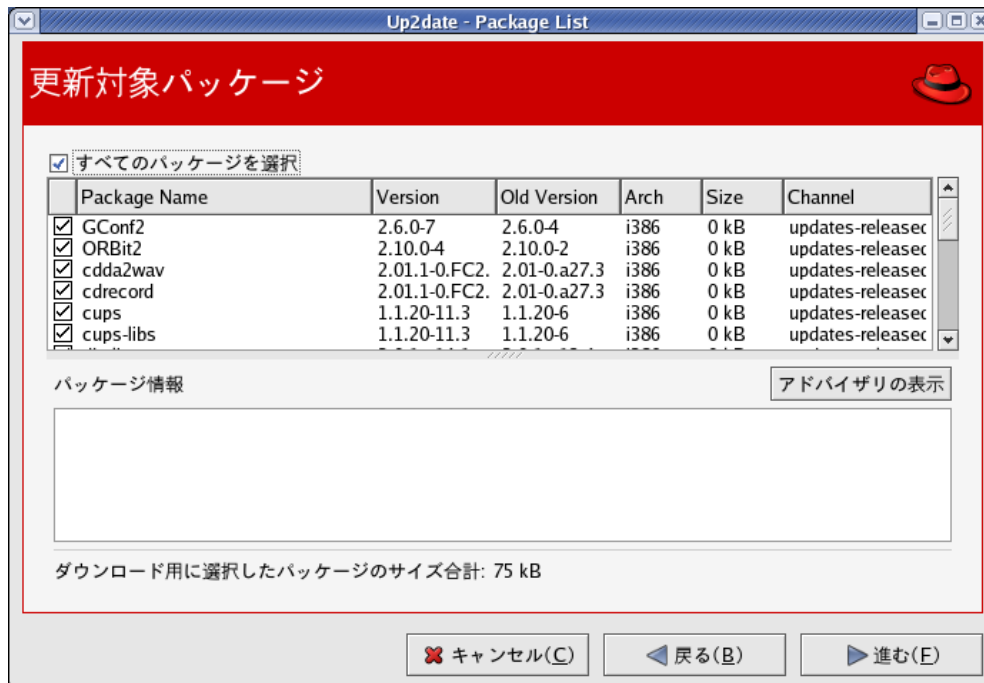 Up2date - Package List
更新対象パッケージ
すべてのパッケージを選択
Package Name Version Old Version Arch Size Channel
GConf2 2.6.0-7 2.6.0-4 i386 0 kB updates-released
ORBit2 2.10.0-4 2.10.0-2 i386 0 kB updates-released
cdda2wav 2.01.1-0.FC2. 2.01-0.a27.3 i386 0 kB updates-released
cdrecord 2.01.1-0.FC2. 2.01-0.a27.3 i386 0 kB updates-released
cups 1.1.20-11.3 1.1.20-6 i386 0 kB updates-released
cups-libs 1.1.20-11.3 1.1.20-6 i386 0 kB updates-released
パッケージ情報 アドバイザリの表示
ダウンロード用に選択したパッケージのサイズ合計: 75 kB
キャンセル(C) 戻る(B) 進む(F)